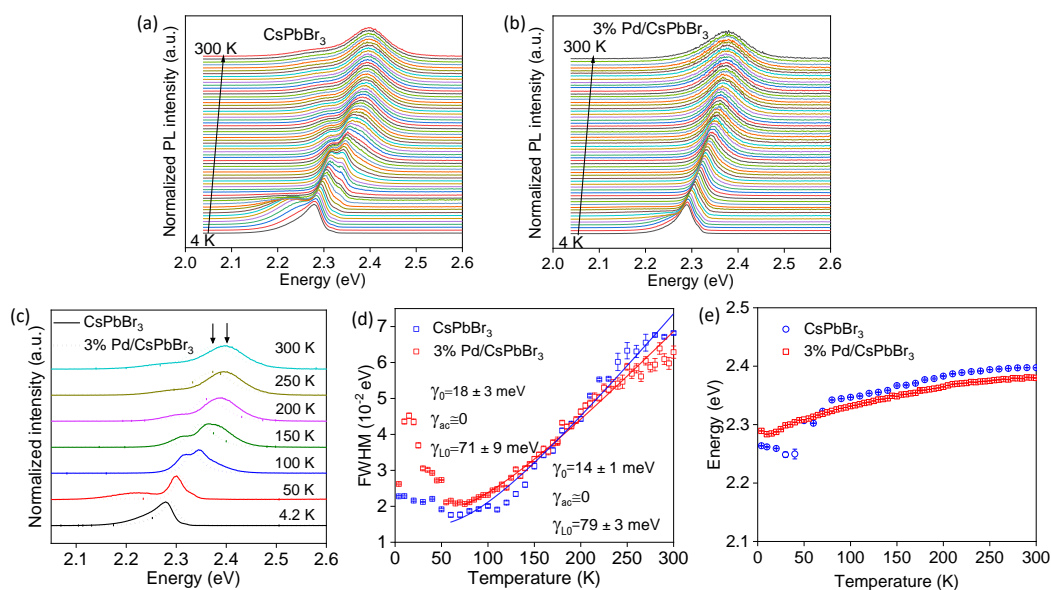 (a)
CsPbBr₃
300 K
4 K
Normalized PL intensity (a.u.)
2.0 2.1 2.2 2.3 2.4 2.5 2.6
Energy (eV)
(b)
3% Pd/CsPbBr₃
300 K
4 K
Normalized PL intensity (a.u.)
2.0 2.1 2.2 2.3 2.4 2.5 2.6
Energy (eV)
(c)
CsPbBr₃
3% Pd/CsPbBr₃
300 K
250 K
200 K
150 K
100 K
50 K
4.2 K
Normalized intensity (a.u.)
2.1 2.2 2.3 2.4 2.5 2.6
Energy (eV)
(d)
CsPbBr₃
3% Pd/CsPbBr₃
γ₀=18 ± 3 meV
γac≅0
γL0=71 ± 9 meV
γ₀=14 ± 1 meV
γac≅0
γL0=79 ± 3 meV
FWHM (10⁻² eV)
7
6
5
4
3
2
1
0 50 100 150 200 250 300
Temperature (K)
(e)
CsPbBr₃
3% Pd/CsPbBr₃
Energy (eV)
2.5
2.4
2.3
2.2
2.1
0 50 100 150 200 250 300
Temperature (K)